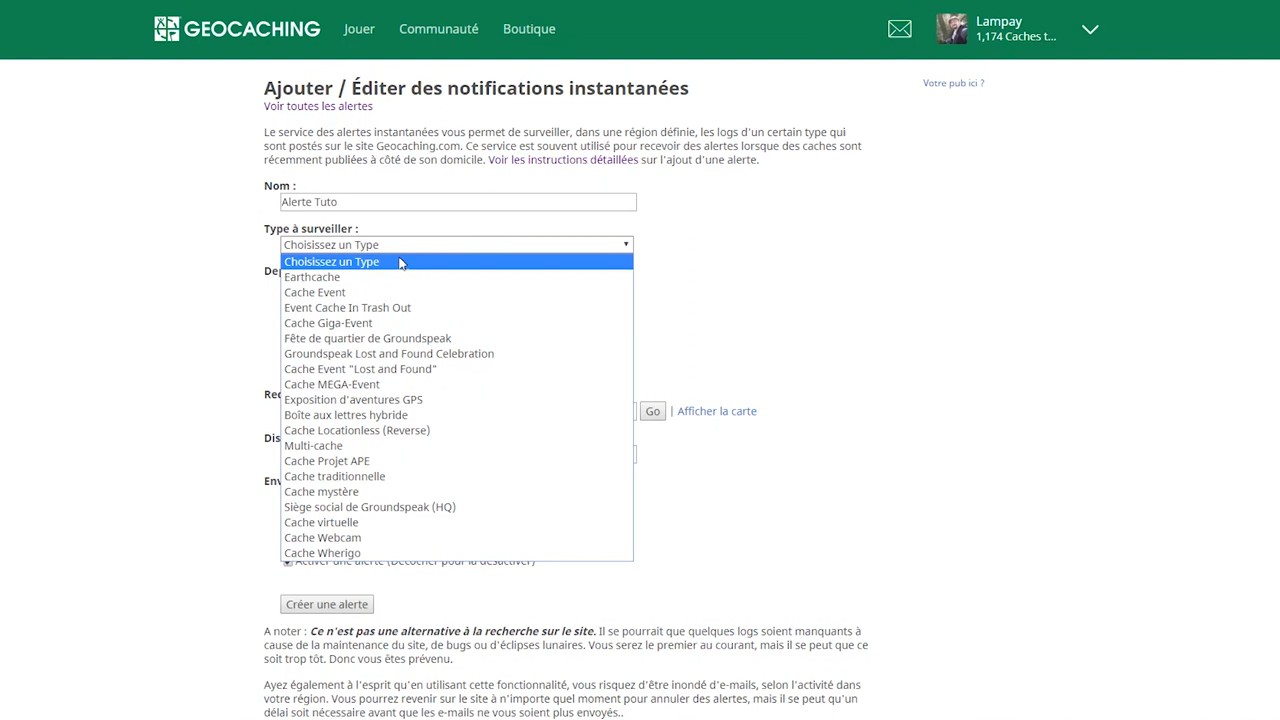 GEOCACHING
Jouer
Communauté
Boutique
Lampay
1,174 Caches t...
Ajouter / Éditer des notifications instantanées
Votre pub ici ?
Voir toutes les alertes
Le service des alertes instantanées vous permet de surveiller, dans une région définie, les logs d'un certain type qui
sont postés sur le site Geocaching.com. Ce service est souvent utilisé pour recevoir des alertes lorsque des caches sont
récemment publiées à côté de son domicile. Voir les instructions détaillées sur l'ajout d'une alerte.
Nom :
Alerte Tuto
Type à surveiller :
Choisissez un Type
Choisissez un Type
Earthcache
Cache Event
Event Cache In Trash Out
Cache Giga-Event
Fête de quartier de Groundspeak
Groundspeak Lost and Found Celebration
Cache Event "Lost and Found"
Cache MEGA-Event
Exposition d'aventures GPS
Boîte aux lettres hybride
Go | Afficher la carte
Cache Locationless (Reverse)
Multi-cache
Cache Projet APE
Cache traditionnelle
Cache mystère
Siège social de Groundspeak (HQ)
Cache virtuelle
Cache Webcam
Cache Wherigo
Activer une alerte (Décocher pour la désactiver)
Créer une alerte
A noter : Ce n'est pas une alternative à la recherche sur le site. Il se pourrait que quelques logs soient manquants à
cause de la maintenance du site, de bugs ou d'éclipses lunaires. Vous serez le premier au courant, mais il se peut que ce
soit trop tôt. Donc vous êtes prévenu.
Ayez également à l'esprit qu'en utilisant cette fonctionnalité, vous risquez d'être inondé d'e-mails, selon l'activité dans
votre région. Vous pourrez revenir sur le site à n'importe quel moment pour annuler des alertes, mais il se peut qu'un
délai soit nécessaire avant que les e-mails ne vous soient plus envoyés..